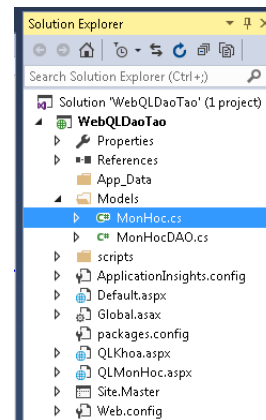 Solution Explorer
Search Solution Explorer (Ctrl+;)
Solution 'WebQLDaoTao' (1 project)
WebQLDaoTao
Properties
References
App_Data
Models
C# MonHoc.cs
C# MonHocDAO.cs
scripts
ApplicationInsights.config
Default.aspx
Global.asax
packages.config
QLKhoa.aspx
QLMonHoc.aspx
Site.Master
Web.config